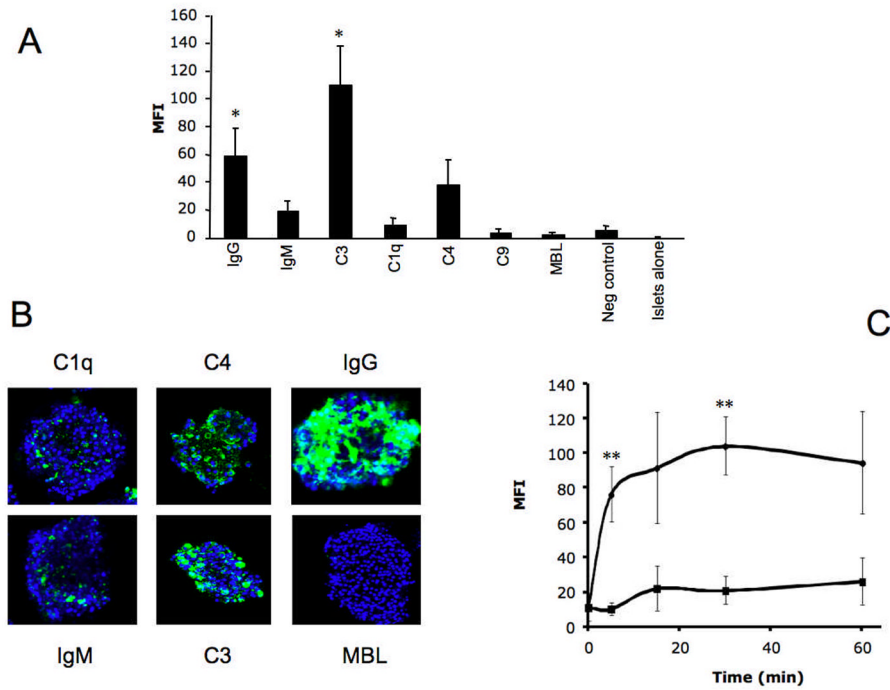 A
MFI
160
140
120
100
80
60
40
20
0
*
*
IgG
IgM
C3
C1q
C4
C9
MBL
Neg control
Islets alone
B
C1q C4 IgG
IgM C3 MBL
C
MFI
140
120
100
80
60
40
20
0
**
**
0 20 40 60
Time (min)